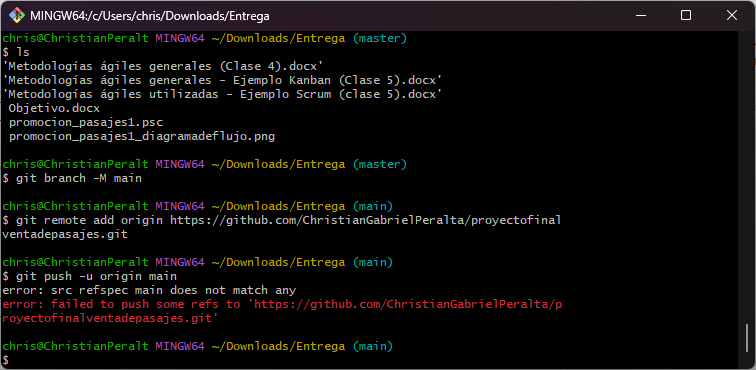 MINGW64:/c/Users/chris/Downloads/Entrega
chris@ChristianPeralt MINGW64 ~/Downloads/Entrega (master)
$ ls
'Metodologías ágiles generales (Clase 4).docx'
'Metodologías ágiles generales - Ejemplo Kanban (Clase 5).docx'
'Metodologías ágiles utilizadas - Ejemplo Scrum (clase 5).docx'
Objetivo.docx
promocion_pasajes1.psc
promocion_pasajes1_diagramadeflujo.png
chris@ChristianPeralt MINGW64 ~/Downloads/Entrega (master)
$ git branch -M main
chris@ChristianPeralt MINGW64 ~/Downloads/Entrega (main)
$ git remote add origin https://github.com/ChristianGabrielPeralta/proyectofinal
ventadepasajes.git
chris@ChristianPeralt MINGW64 ~/Downloads/Entrega (main)
$ git push -u origin main
error: src refspec main does not match any
error: failed to push some refs to 'https://github.com/ChristianGabrielPeralta/p
royectofinalventadepasajes.git'
chris@ChristianPeralt MINGW64 ~/Downloads/Entrega (main)
$